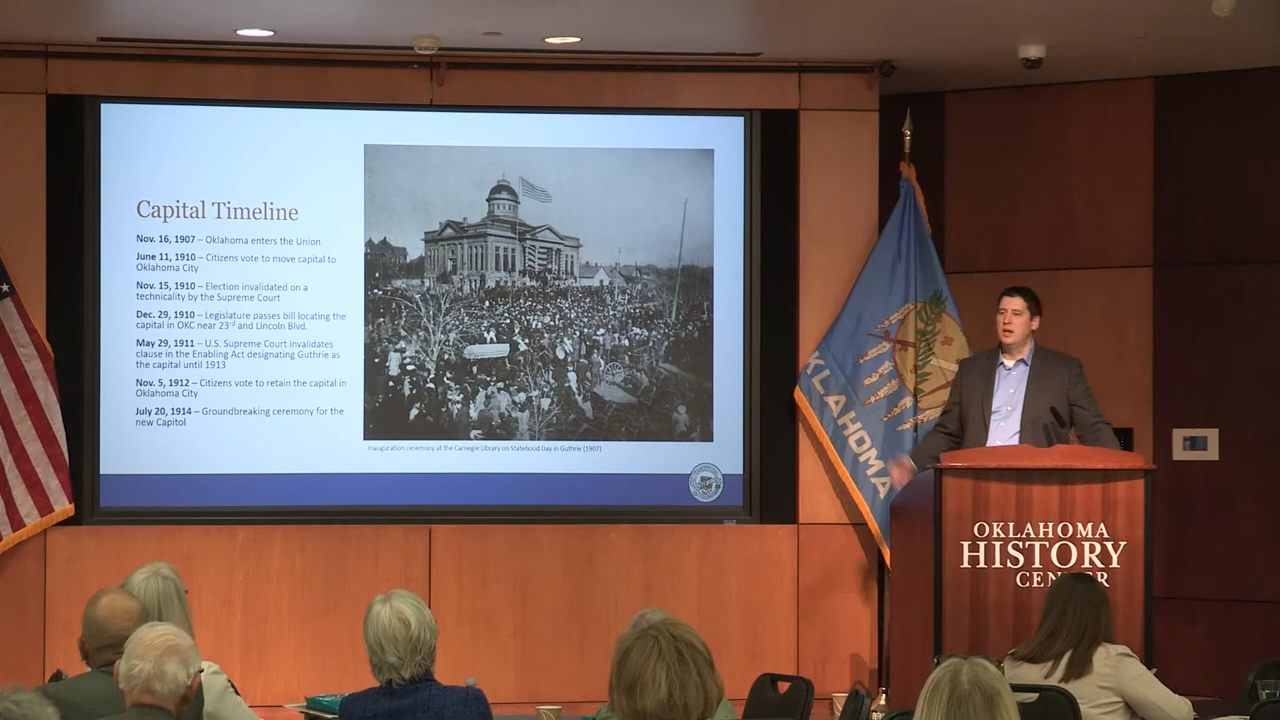 Capital Timeline
Nov. 16, 1907 – Oklahoma enters the Union
June 11, 1910 – Citizens vote to move capital to
Oklahoma City
Nov. 15, 1910 – Election invalidated on a
technicality by the Supreme Court
Dec. 29, 1910 – Legislature passes bill locating the
capital in OKC near 23rd and Lincoln Blvd.
May 29, 1911 – U.S. Supreme Court invalidates
clause in the Enabling Act designating Guthrie as
the capital until 1913
Nov. 5, 1912 – Citizens vote to retain the capital in
Oklahoma City
July 20, 1914 – Groundbreaking ceremony for the
new Capitol
Inauguration ceremony at the Carnegie Library on Statehood Day in Guthrie (1907)
KLAHOMA
OKLAHOMA
HISTORY
CEN R